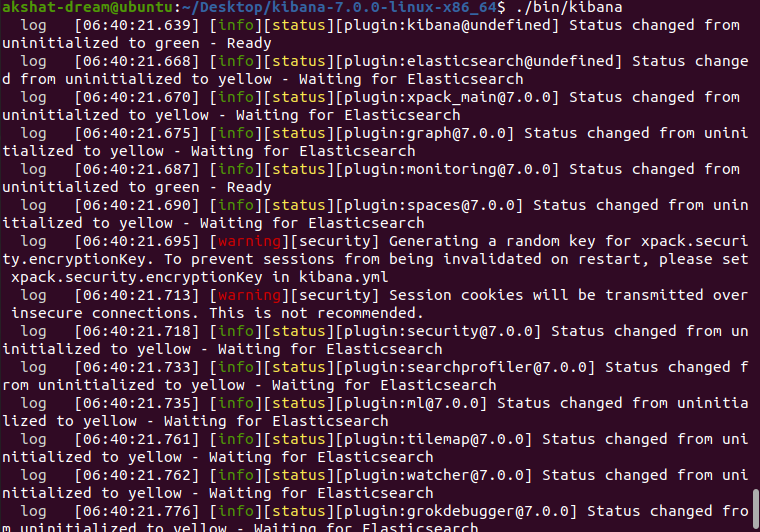 akshat-dream@ubuntu:~/Desktop/kibana-7.0.0-linux-x86_64$ ./bin/kibana
  log   [06:40:21.639] [info][status][plugin:kibana@undefined] Status changed from
uninitialized to green - Ready
  log   [06:40:21.668] [info][status][plugin:elasticsearch@undefined] Status change
d from uninitialized to yellow - Waiting for Elasticsearch
  log   [06:40:21.670] [info][status][plugin:xpack_main@7.0.0] Status changed from
uninitialized to yellow - Waiting for Elasticsearch
  log   [06:40:21.675] [info][status][plugin:graph@7.0.0] Status changed from unini
tialized to yellow - Waiting for Elasticsearch
  log   [06:40:21.687] [info][status][plugin:monitoring@7.0.0] Status changed from
uninitialized to green - Ready
  log   [06:40:21.690] [info][status][plugin:spaces@7.0.0] Status changed from unin
itialized to yellow - Waiting for Elasticsearch
  log   [06:40:21.695] [warning][security] Generating a random key for xpack.securi
ty.encryptionKey. To prevent sessions from being invalidated on restart, please set
 xpack.security.encryptionKey in kibana.yml
  log   [06:40:21.713] [warning][security] Session cookies will be transmitted over
 insecure connections. This is not recommended.
  log   [06:40:21.718] [info][status][plugin:security@7.0.0] Status changed from un
initialized to yellow - Waiting for Elasticsearch
  log   [06:40:21.733] [info][status][plugin:searchprofiler@7.0.0] Status changed f
rom uninitialized to yellow - Waiting for Elasticsearch
  log   [06:40:21.735] [info][status][plugin:ml@7.0.0] Status changed from uninitia
lized to yellow - Waiting for Elasticsearch
  log   [06:40:21.761] [info][status][plugin:tilemap@7.0.0] Status changed from uni
nitialized to yellow - Waiting for Elasticsearch
  log   [06:40:21.762] [info][status][plugin:watcher@7.0.0] Status changed from uni
nitialized to yellow - Waiting for Elasticsearch
  log   [06:40:21.776] [info][status][plugin:grokdebugger@7.0.0] Status changed fro
m uninitialized to yellow - Waiting for Elasticsearch